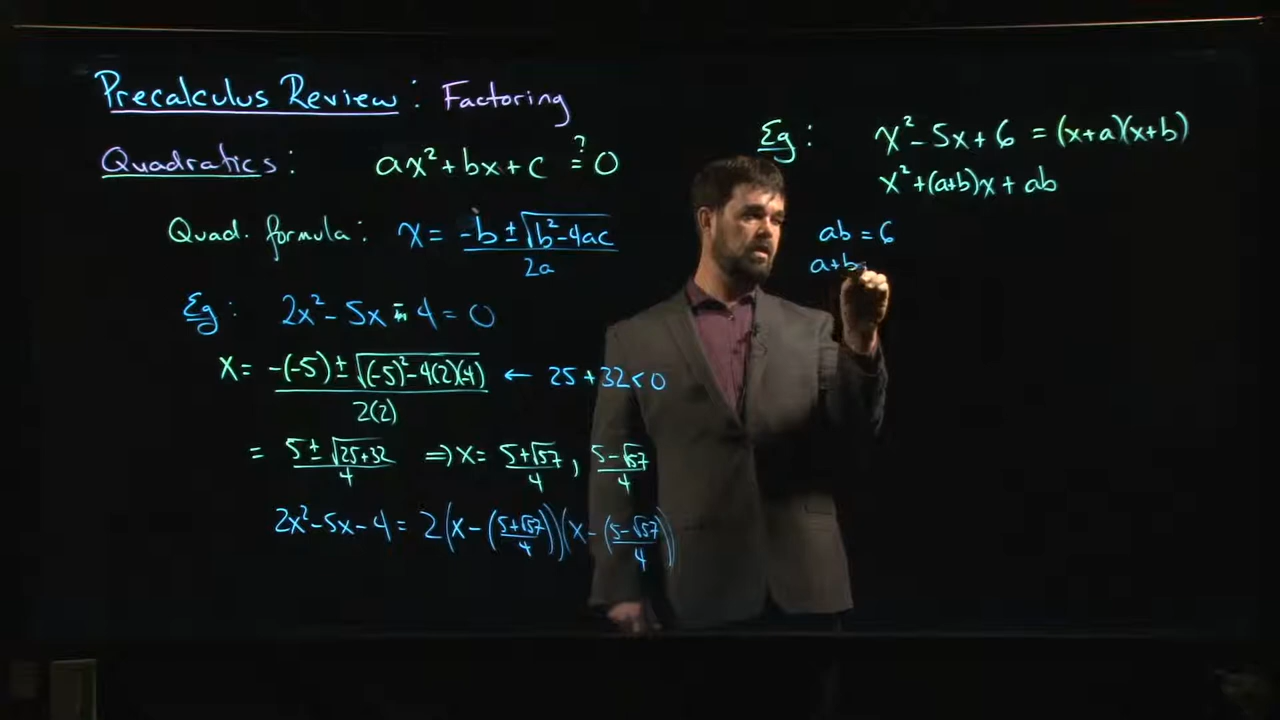 Precalculus Review: Factoring
Quadratics: ax² + bx + c ≟ 0
Quad. formula: x = (-b ± √(b²-4ac))/2a
Eg: 2x² - 5x - 4 = 0
x = (-(-5) ± √((-5)²-4(2)(-4)))/2(2) ← 25 + 32 < 0
= (5 ± √(25+32))/4 ⇒ x = (5+√57)/4, (5-√57)/4
2x² - 5x - 4 = 2(x - ((5+√57)/4))(x - ((5-√57)/4))
Eg: x² - 5x + 6 = (x+a)(x+b)
x² + (a+b)x + ab
ab = 6
a+b